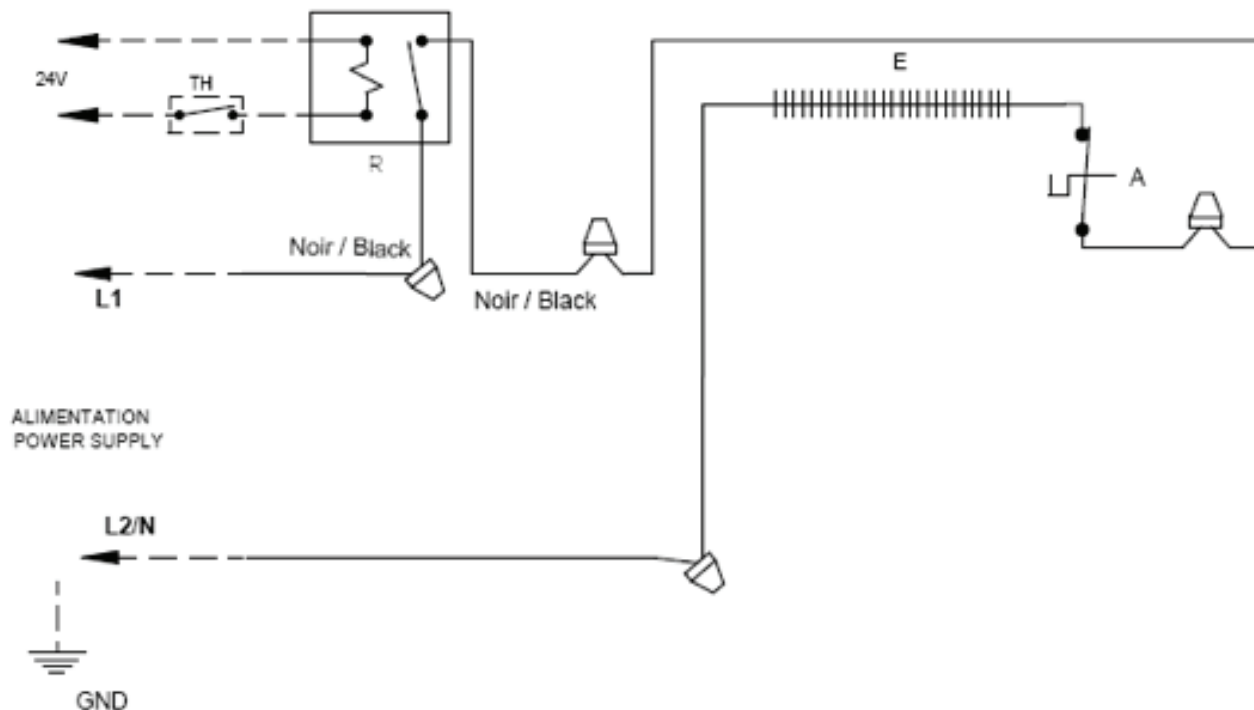 E
24V
TH
R
A
Noir / Black
L1
Noir / Black
ALIMENTATION
POWER SUPPLY
L2/N
GND